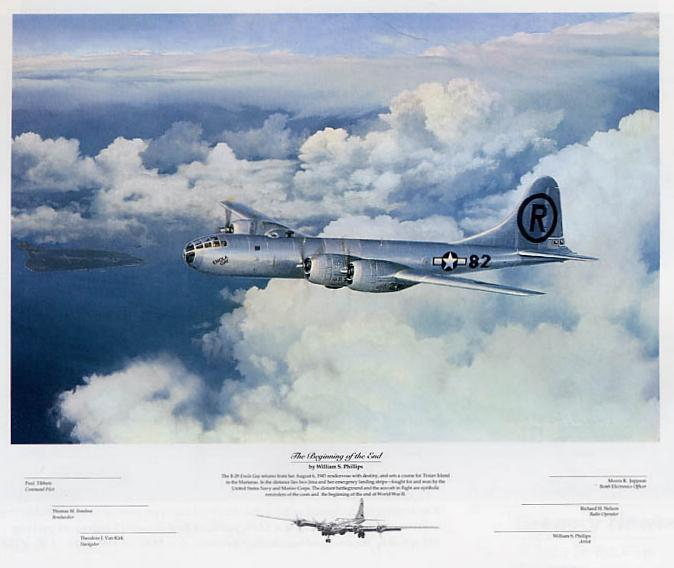 R
82
ENOLA GAY
The Beginning of the End
by William S. Phillips
The B-29 Enola Gay returns from her August 6, 1945 rendezvous with destiny, and sets a course for Tinian Island
in the Marianas. In the distance lies Iwo Jima and her emergency landing strips—fought for and won by the
United States Navy and Marine Corps. The distant battleground and the aircraft in flight are symbolic
reminders of the costs and the beginning of the end of World War II.
Paul Tibbets
Command Pilot
Thomas W. Ferebee
Bombardier
Theodore J. Van Kirk
Navigator
Morris R. Jeppson
Bomb Electronics Officer
Richard H. Nelson
Radio Operator
William S. Phillips
Artist